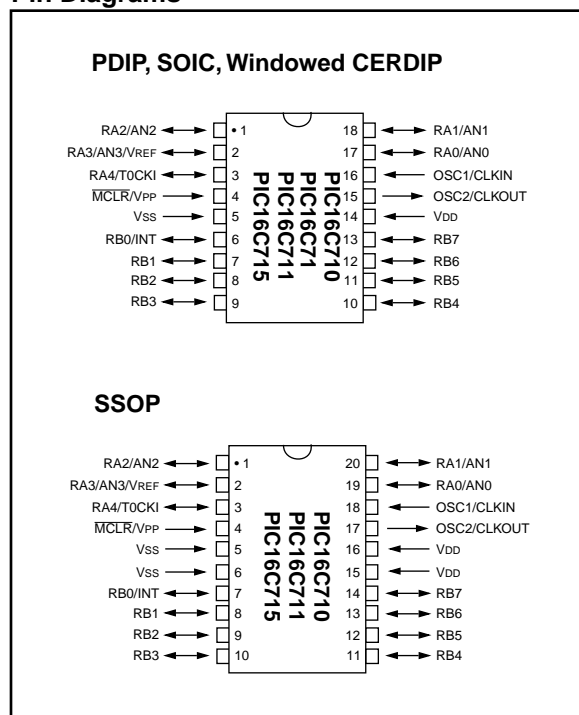 Pin Diagrams
PDIP, SOIC, Windowed CERDIP
RA2/AN2 • 1 18 RA1/AN1
RA3/AN3/VREF 2 17 RA0/AN0
RA4/T0CKI 3 16 OSC1/CLKIN
MCLR/VPP 4 15 OSC2/CLKOUT
VSS 5 14 VDD
RB0/INT 6 13 RB7
RB1 7 12 RB6
RB2 8 11 RB5
RB3 9 10 RB4
PIC16C710
PIC16C71
PIC16C711
PIC16C715
SSOP
RA2/AN2 • 1 20 RA1/AN1
RA3/AN3/VREF 2 19 RA0/AN0
RA4/T0CKI 3 18 OSC1/CLKIN
MCLR/VPP 4 17 OSC2/CLKOUT
VSS 5 16 VDD
VSS 6 15 VDD
RB0/INT 7 14 RB7
RB1 8 13 RB6
RB2 9 12 RB5
RB3 10 11 RB4
PIC16C710
PIC16C711
PIC16C715